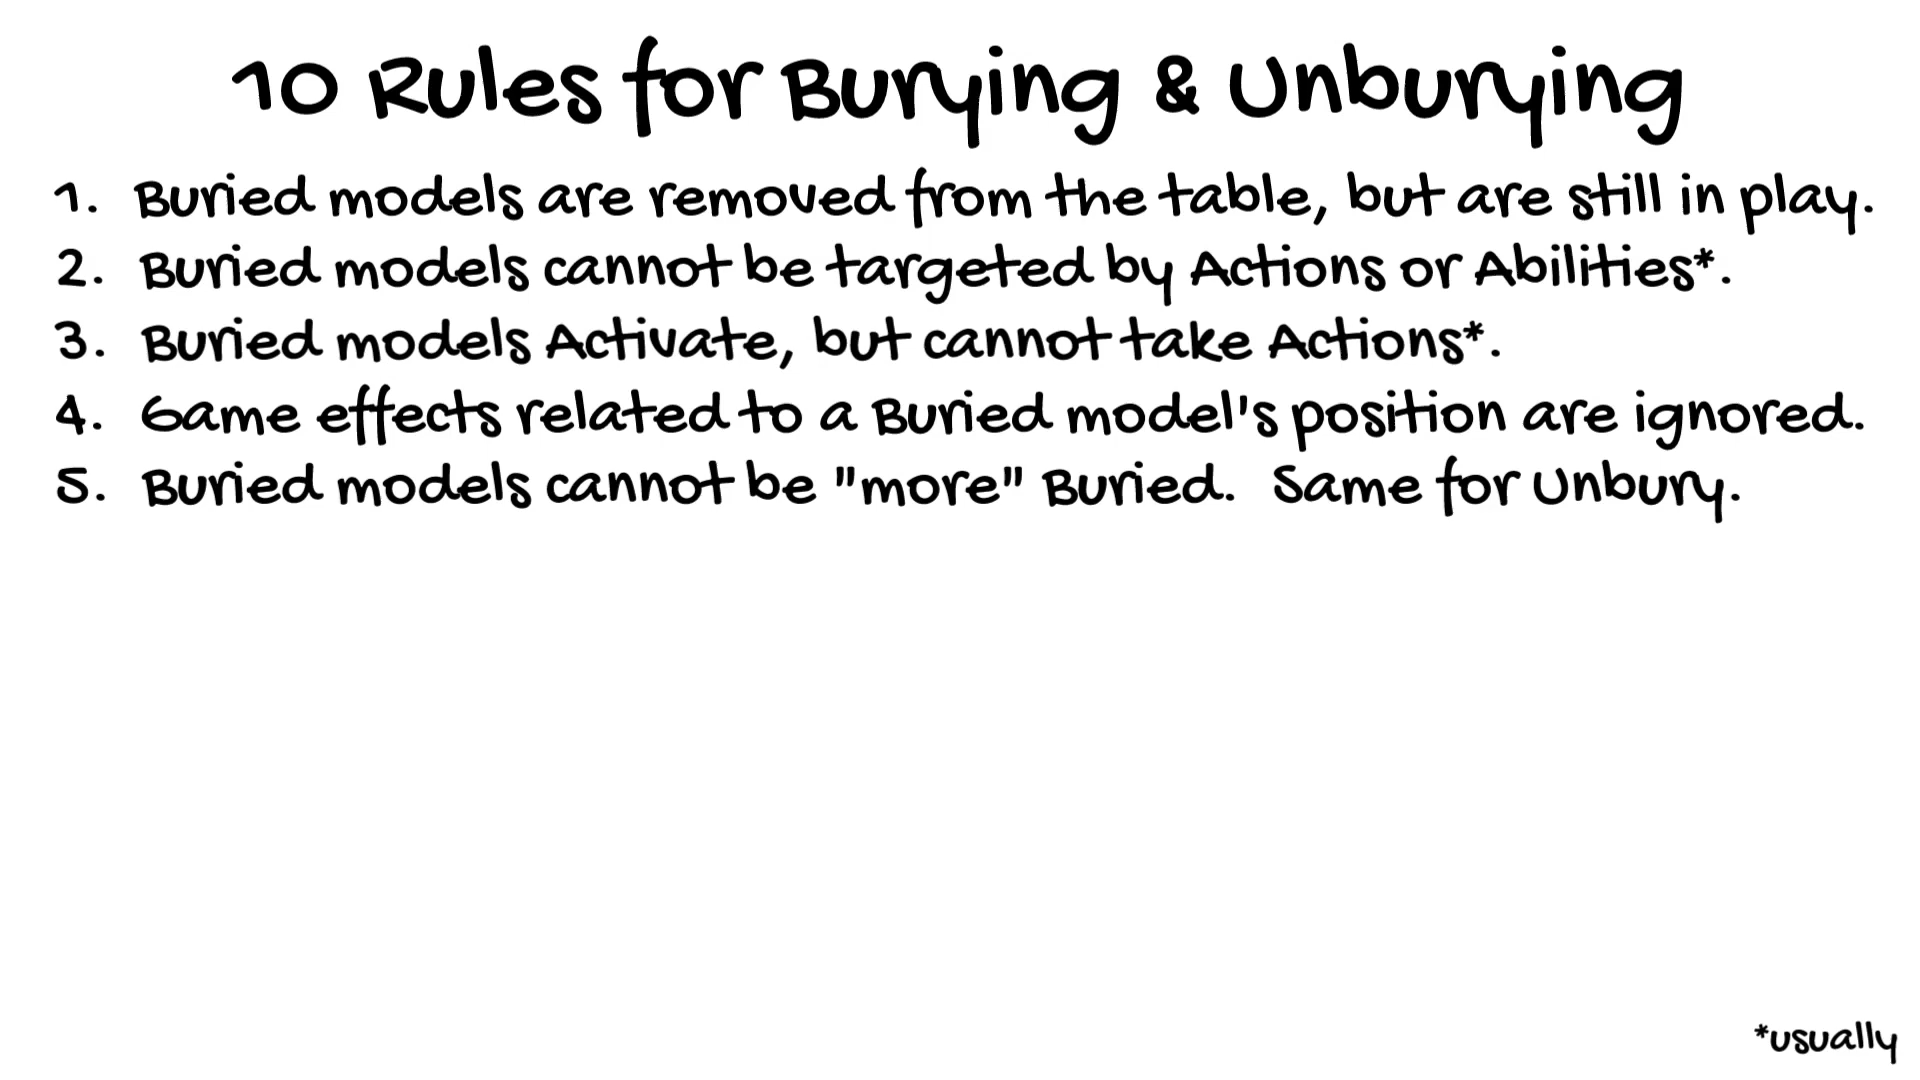 10 Rules for Burying & Unburying
1. Buried models are removed from the table, but are still in play.
2. Buried models cannot be targeted by Actions or Abilities*.
3. Buried models Activate, but cannot take Actions*.
4. Game effects related to a Buried model's position are ignored.
5. Buried models cannot be "more" Buried. Same for Unbury.
*usually